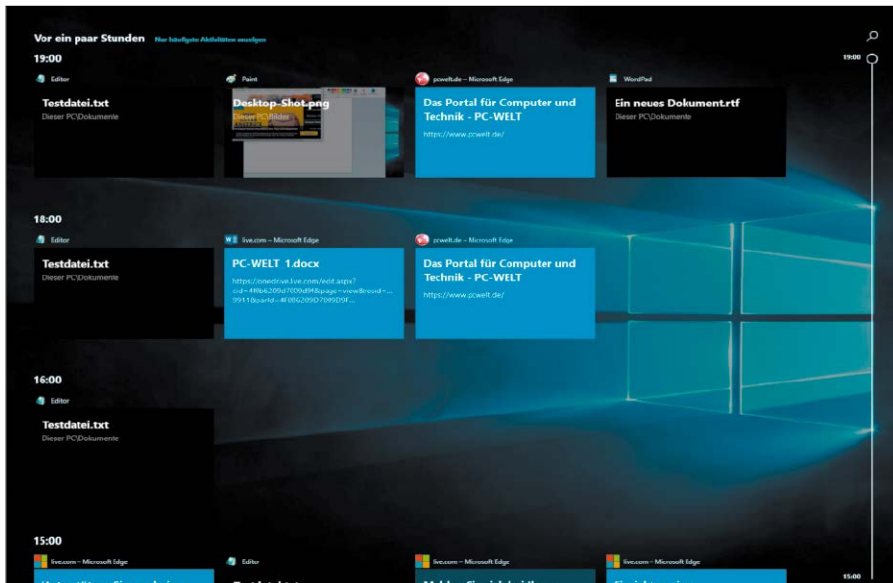 Vor ein paar Stunden Nur häufigste Aktivitäten anzeigen
19:00
19:00
Editor
Testdatei.txt
Dieser PC\Dokumente
Paint
Desktop-Shot.png
Dieser PC\Bilder
pcwelt.de – Microsoft Edge
Das Portal für Computer und
Technik - PC-WELT
https://www.pcwelt.de/
WordPad
Ein neues Dokument.rtf
Dieser PC\Dokumente
18:00
Editor
Testdatei.txt
Dieser PC\Dokumente
live.com – Microsoft Edge
PC-WELT 1.docx
https://onedrive.live.com/edit.aspx?
pcwelt.de – Microsoft Edge
Das Portal für Computer und
Technik - PC-WELT
https://www.pcwelt.de/
16:00
Editor
Testdatei.txt
Dieser PC\Dokumente
15:00
live.com – Microsoft Edge
Editor
live.com – Microsoft Edge
live.com – Microsoft Edge
15:00